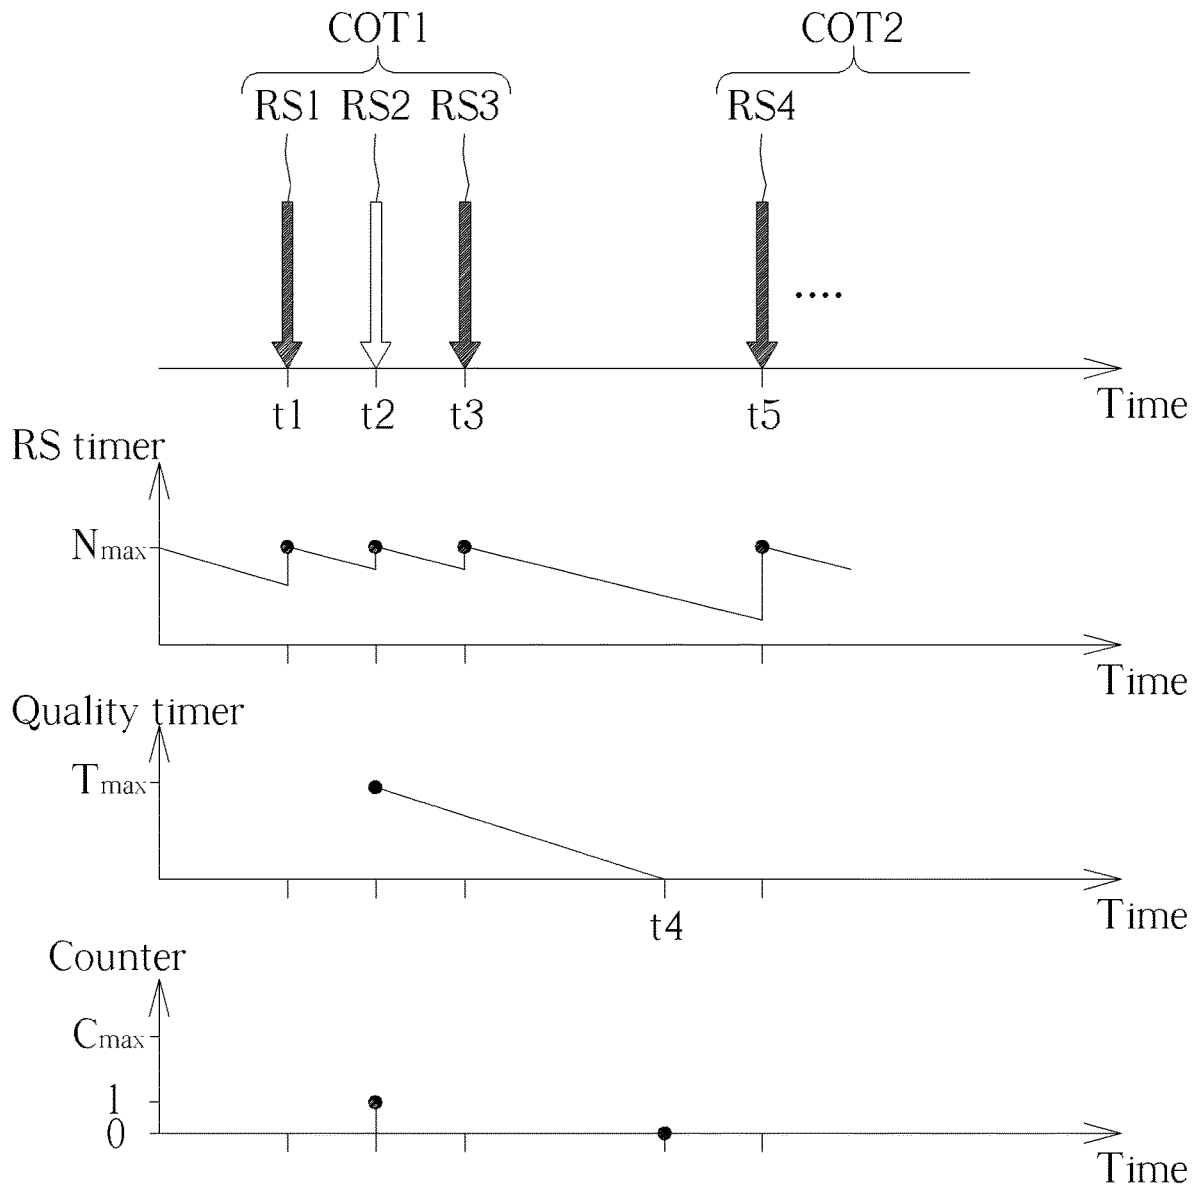 COT1 COT2
RS1 RS2 RS3 RS4
....
t1 t2 t3 t5
Time
RS timer
Nmax
Time
Quality timer
Tmax
t4
Time
Counter
Cmax
1
0
Time